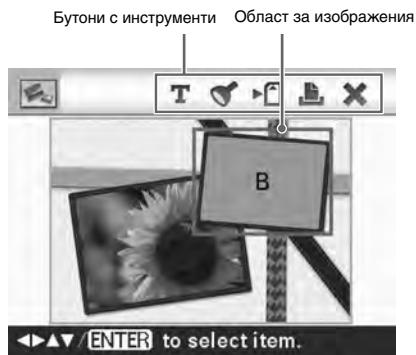 Бутони с инструменти Област за изображения
T
B
◄►▲▼/ENTER to select item.